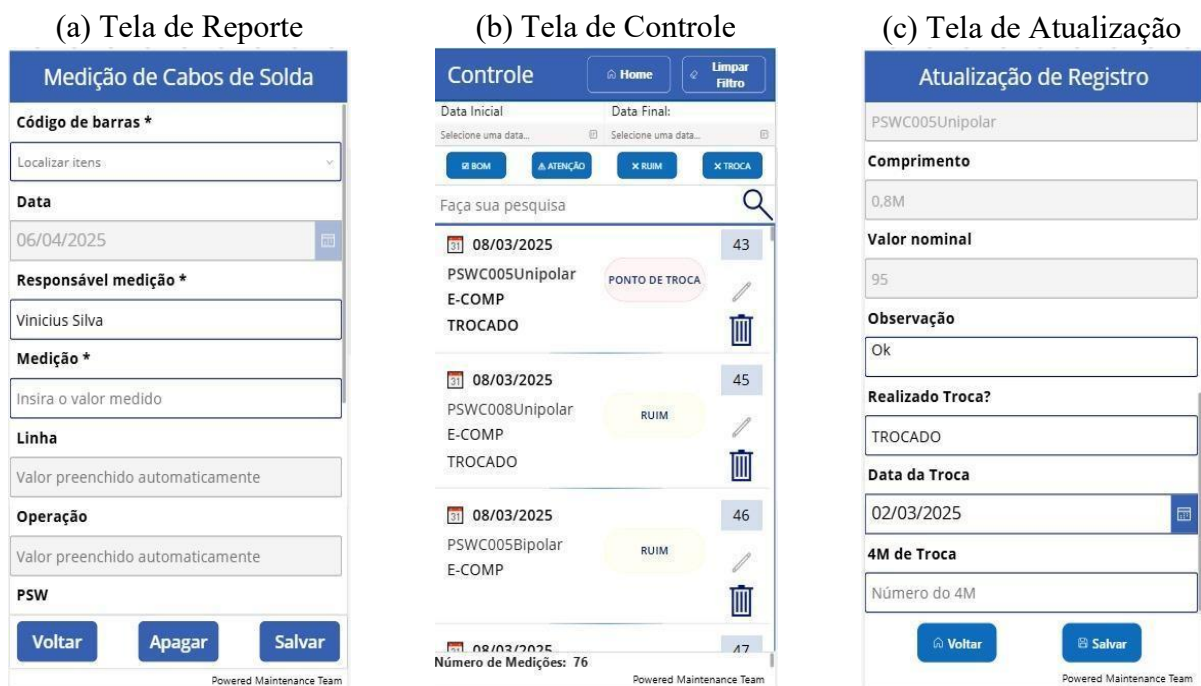 (a) Tela de Reporte
Medição de Cabos de Solda
Código de barras *
Localizar itens
Data
06/04/2025
Responsável medição *
Vinicius Silva
Medição *
Insira o valor medido
Linha
Valor preenchido automaticamente
Operação
Valor preenchido automaticamente
PSW
Voltar Apagar Salvar
Powered Maintenance Team
(b) Tela de Controle
Controle Home Limpar Filtro
Data Inicial Data Final:
Selecione uma data... Selecione uma data...
BOM ATENÇÃO RUIM TROCA
Faça sua pesquisa
31 08/03/2025 43
PSWC005Unipolar PONTO DE TROCA
E-COMP
TROCADO
31 08/03/2025 45
PSWC008Unipolar RUIM
E-COMP
TROCADO
31 08/03/2025 46
PSWC005Bipolar RUIM
E-COMP
08/03/2025 47
Número de Medições: 76
Powered Maintenance Team
(c) Tela de Atualização
Atualização de Registro
PSWC005Unipolar
Comprimento
0,8M
Valor nominal
95
Observação
Ok
Realizado Troca?
TROCADO
Data da Troca
02/03/2025
4M de Troca
Número do 4M
Voltar Salvar
Powered Maintenance Team